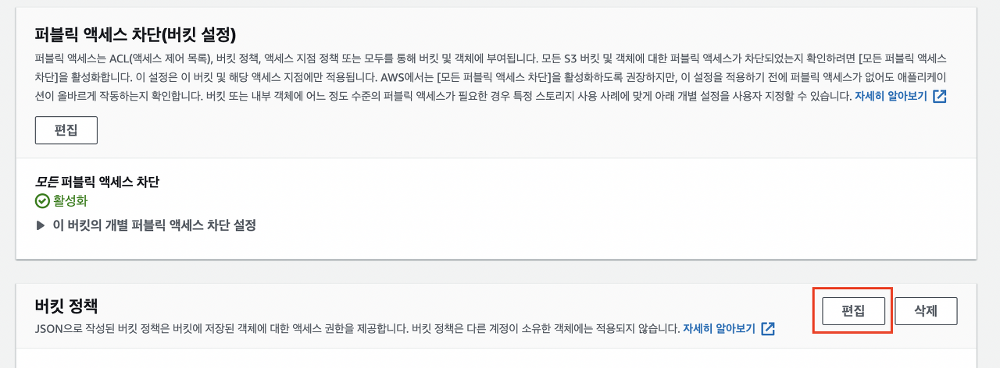 퍼블릭 액세스 차단(버킷 설정)
퍼블릭 액세스는 ACL(액세스 제어 목록), 버킷 정책, 액세스 지점 정책 또는 모두를 통해 버킷 및 객체에 부여됩니다. 모든 S3 버킷 및 객체에 대한 퍼블릭 액세스가 차단되었는지 확인하려면 [모든 퍼블릭 액세스
차단]을 활성화합니다. 이 설정은 이 버킷 및 해당 액세스 지점에만 적용됩니다. AWS에서는 [모든 퍼블릭 액세스 차단]을 활성화하도록 권장하지만, 이 설정을 적용하기 전에 퍼블릭 액세스가 없어도 애플리케이
션이 올바르게 작동하는지 확인합니다. 버킷 또는 내부 객체에 어느 정도 수준의 퍼블릭 액세스가 필요한 경우 특정 스토리지 사용 사례에 맞게 아래 개별 설정을 사용자 지정할 수 있습니다. 자세히 알아보기
편집
모든 퍼블릭 액세스 차단
활성화
이 버킷의 개별 퍼블릭 액세스 차단 설정
버킷 정책
편집 삭제
JSON으로 작성된 버킷 정책은 버킷에 저장된 객체에 대한 액세스 권한을 제공합니다. 버킷 정책은 다른 계정이 소유한 객체에는 적용되지 않습니다. 자세히 알아보기